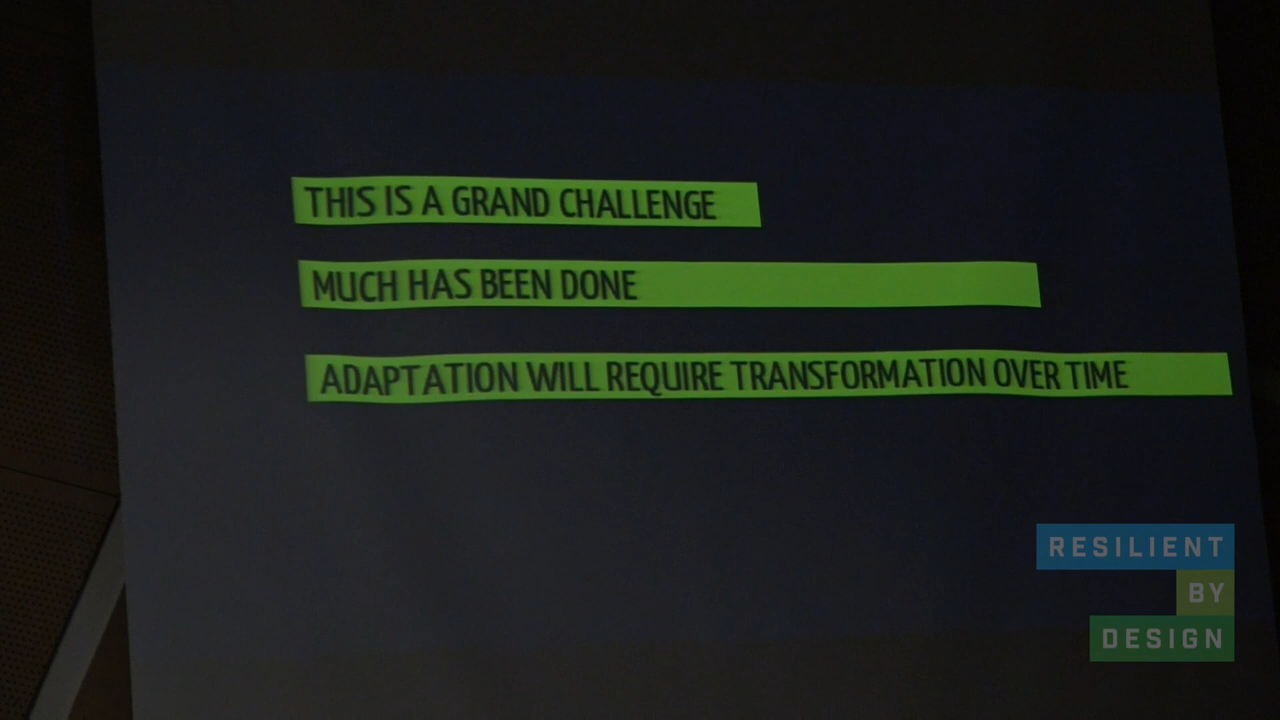 THIS IS A GRAND CHALLENGE
MUCH HAS BEEN DONE
ADAPTATION WILL REQUIRE TRANSFORMATION OVER TIME
RESILIENT
BY
DESIGN